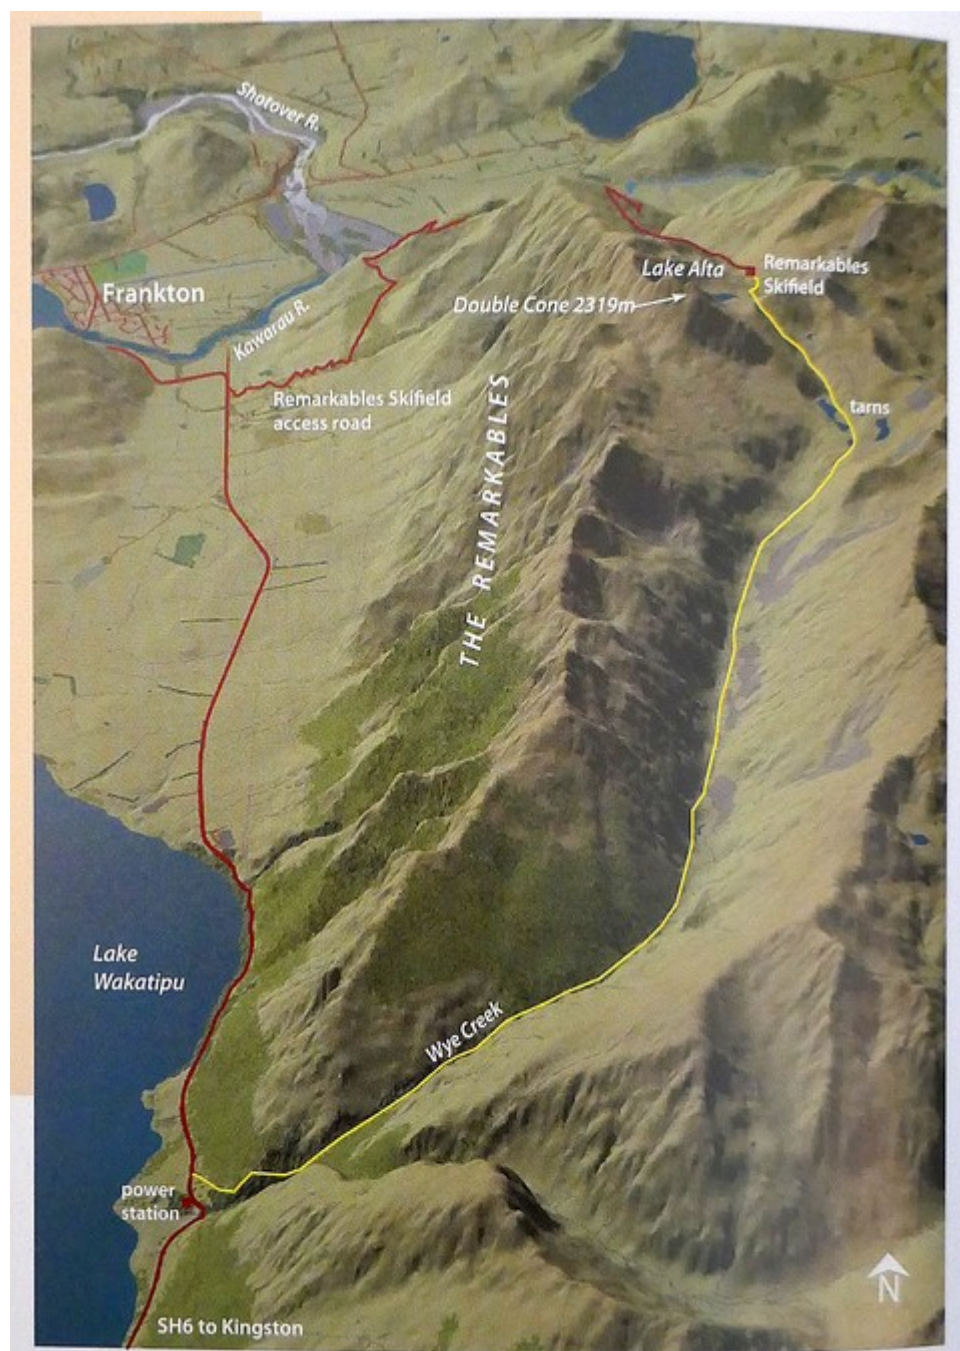 Shotover R.
Frankton
Kawarau R.
Lake Alta
Remarkables
Skifield
Double Cone 2319m
Remarkables Skifield
access road
tarns
THE REMARKABLES
Lake
Wakatipu
Wye Creek
power
station
SH6 to Kingston
N